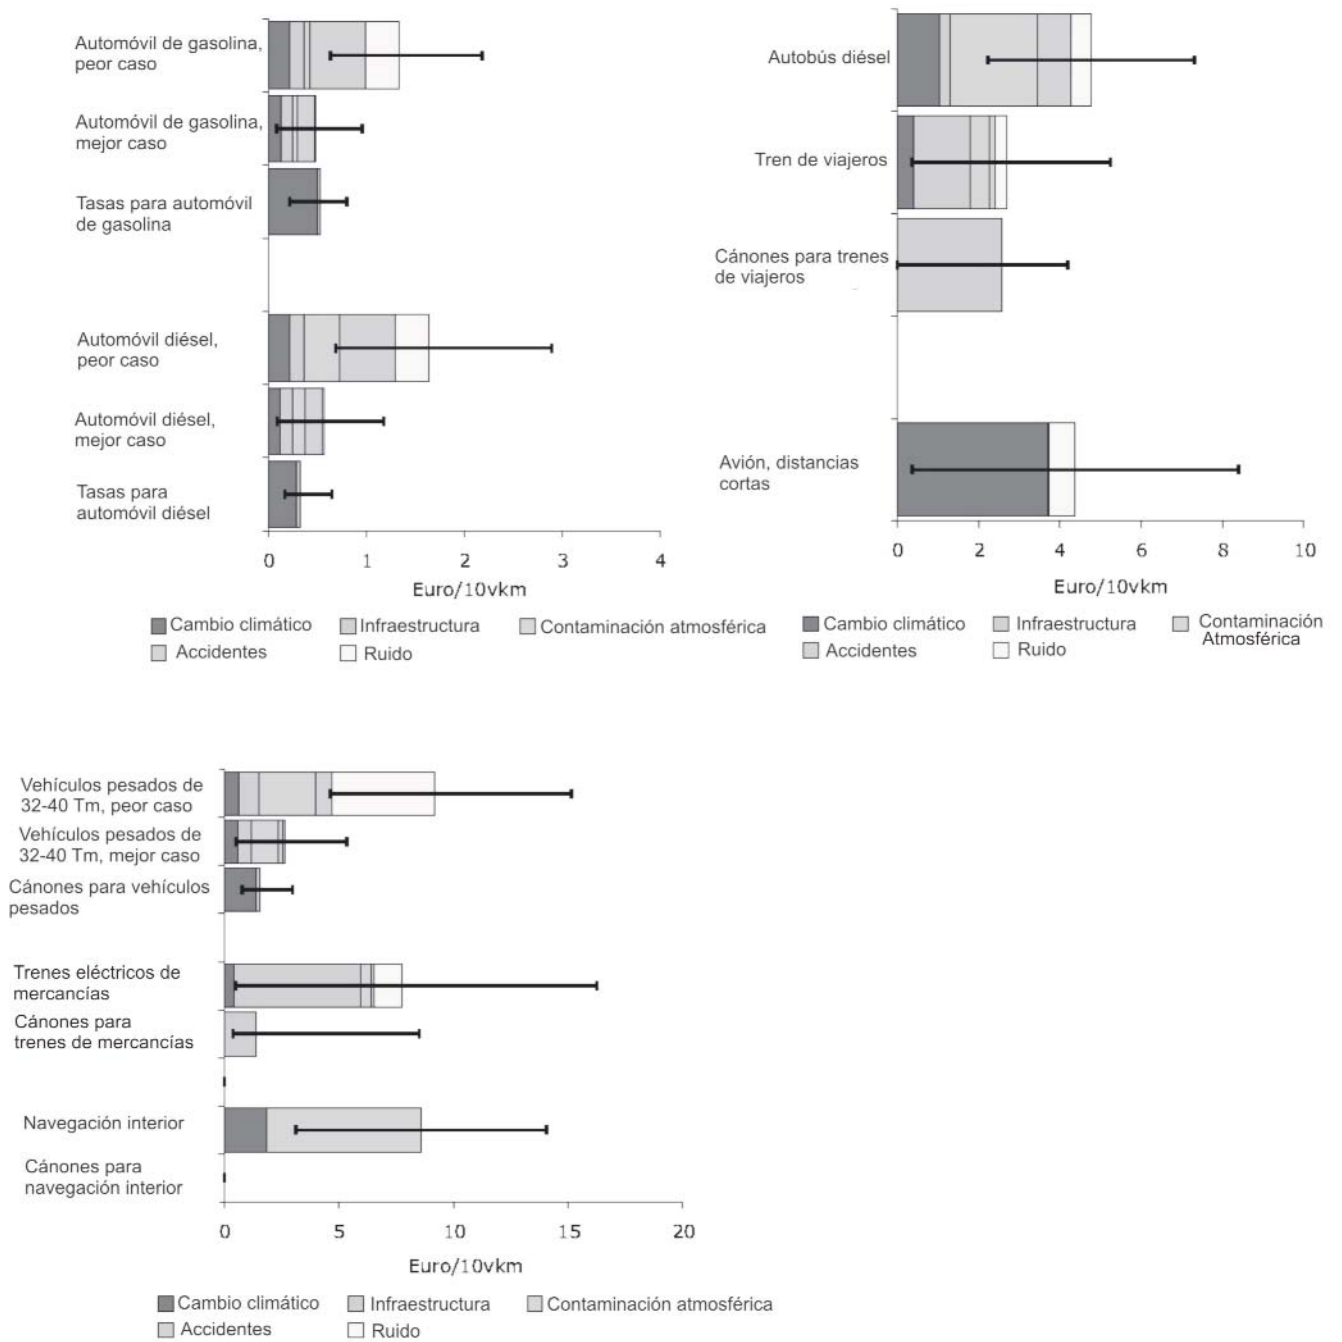 Automóvil de gasolina,
peor caso
Automóvil de gasolina,
mejor caso
Tasas para automóvil
de gasolina
Automóvil diésel,
peor caso
Automóvil diésel,
mejor caso
Tasas para
automóvil diésel
0 1 2 3 4
Euro/10vkm
Cambio climático Infraestructura Contaminación atmosférica
Accidentes Ruido
Autobús diésel
Tren de viajeros
Cánones para trenes
de viajeros
Avión, distancias
cortas
0 2 4 6 8 10
Euro/10vkm
Cambio climático Infraestructura Contaminación
Atmosférica
Accidentes Ruido
Vehículos pesados de
32-40 Tm, peor caso
Vehículos pesados de
32-40 Tm, mejor caso
Cánones para vehículos
pesados
Trenes eléctricos de
mercancías
Cánones para
trenes de mercancías
Navegación interior
Cánones para
navegación interior
0 5 10 15 20
Euro/10vkm
Cambio climático Infraestructura Contaminación atmosférica
Accidentes Ruido